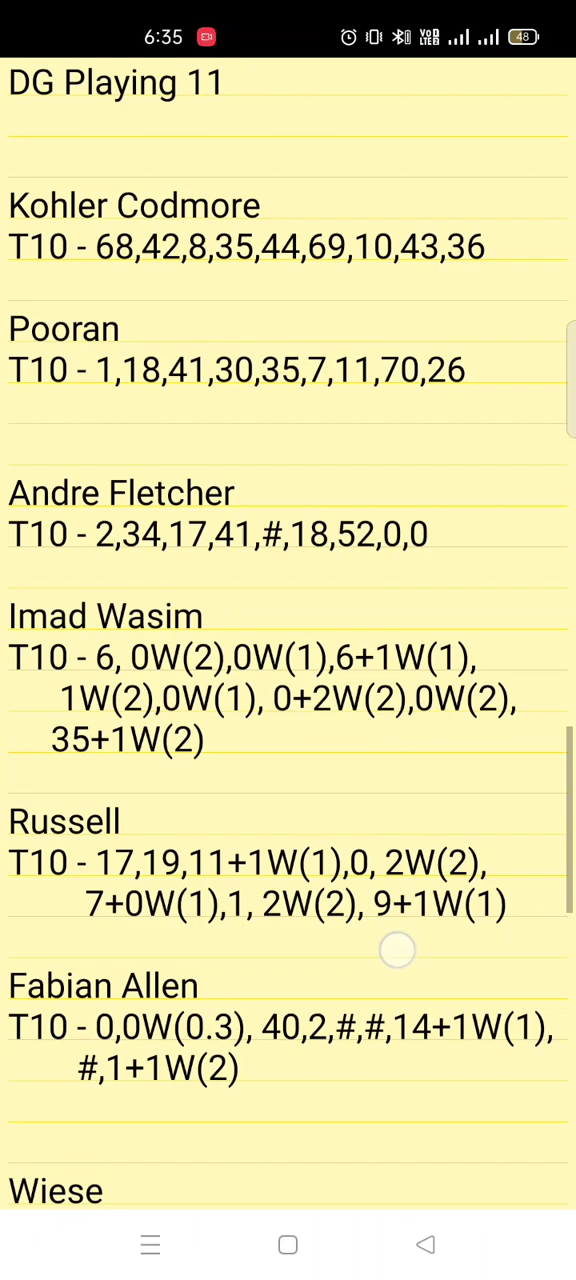 6:35
VoD LTE2 48
DG Playing 11
Kohler Codmore
T10 - 68,42,8,35,44,69,10,43,36
Pooran
T10 - 1,18,41,30,35,7,11,70,26
Andre Fletcher
T10 - 2,34,17,41,#,18,52,0,0
Imad Wasim
T10 - 6, 0W(2),0W(1),6+1W(1),
1W(2),0W(1), 0+2W(2),0W(2),
35+1W(2)
Russell
T10 - 17,19,11+1W(1),0, 2W(2),
7+0W(1),1, 2W(2), 9+1W(1)
Fabian Allen
T10 - 0,0W(0.3), 40,2,#,#,14+1W(1),
#,1+1W(2)
Wiese